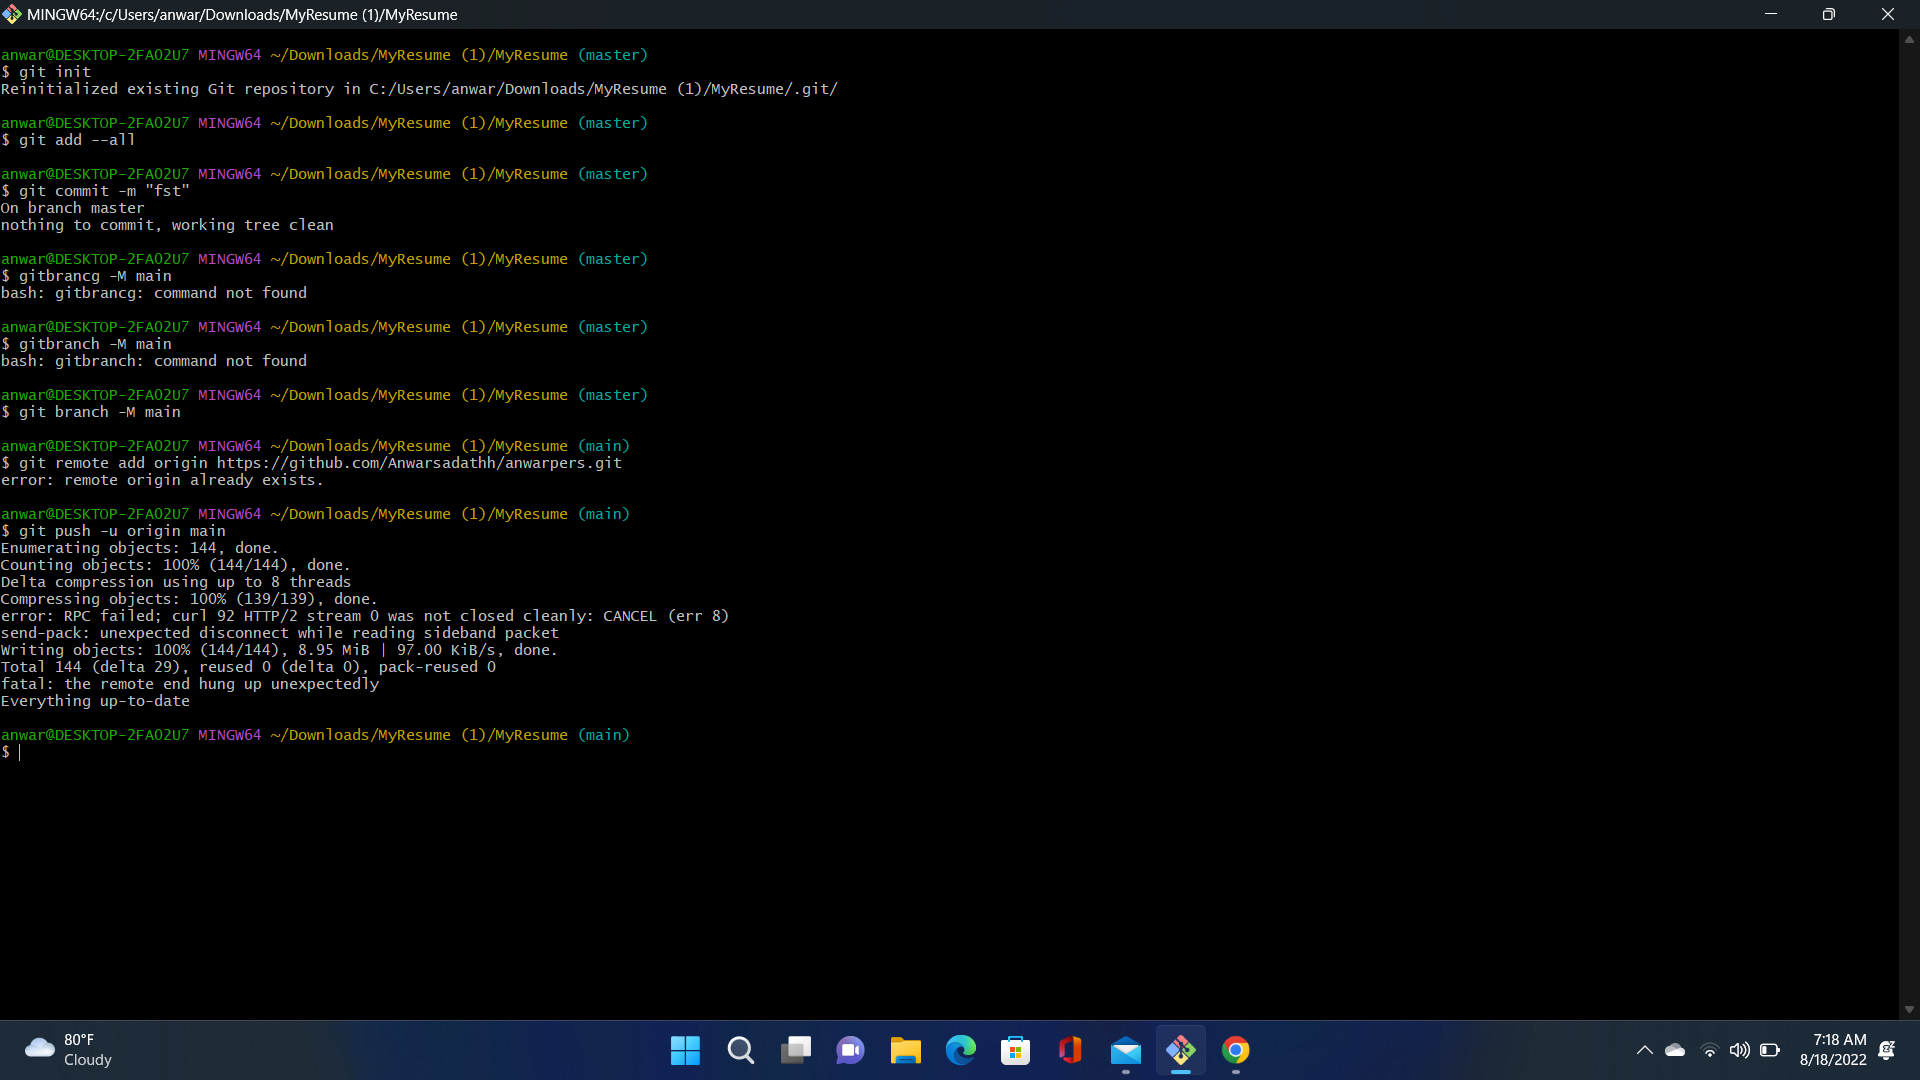 MINGW64:/c/Users/anwar/Downloads/MyResume (1)/MyResume
anwar@DESKTOP-2FAO2U7 MINGW64 ~/Downloads/MyResume (1)/MyResume (master)
$ git init
Reinitialized existing Git repository in C:/Users/anwar/Downloads/MyResume (1)/MyResume/.git/
anwar@DESKTOP-2FAO2U7 MINGW64 ~/Downloads/MyResume (1)/MyResume (master)
$ git add --all
anwar@DESKTOP-2FAO2U7 MINGW64 ~/Downloads/MyResume (1)/MyResume (master)
$ git commit -m "fst"
On branch master
nothing to commit, working tree clean
anwar@DESKTOP-2FAO2U7 MINGW64 ~/Downloads/MyResume (1)/MyResume (master)
$ gitbrancg -M main
bash: gitbrancg: command not found
anwar@DESKTOP-2FAO2U7 MINGW64 ~/Downloads/MyResume (1)/MyResume (master)
$ gitbranch -M main
bash: gitbranch: command not found
anwar@DESKTOP-2FAO2U7 MINGW64 ~/Downloads/MyResume (1)/MyResume (master)
$ git branch -M main
anwar@DESKTOP-2FAO2U7 MINGW64 ~/Downloads/MyResume (1)/MyResume (main)
$ git remote add origin https://github.com/Anwarsadathh/anwarpers.git
error: remote origin already exists.
anwar@DESKTOP-2FAO2U7 MINGW64 ~/Downloads/MyResume (1)/MyResume (main)
$ git push -u origin main
Enumerating objects: 144, done.
Counting objects: 100% (144/144), done.
Delta compression using up to 8 threads
Compressing objects: 100% (139/139), done.
error: RPC failed; curl 92 HTTP/2 stream 0 was not closed cleanly: CANCEL (err 8)
send-pack: unexpected disconnect while reading sideband packet
Writing objects: 100% (144/144), 8.95 MiB | 97.00 KiB/s, done.
Total 144 (delta 29), reused 0 (delta 0), pack-reused 0
fatal: the remote end hung up unexpectedly
Everything up-to-date
anwar@DESKTOP-2FAO2U7 MINGW64 ~/Downloads/MyResume (1)/MyResume (main)
$
80°F
Cloudy
7:18 AM
8/18/2022